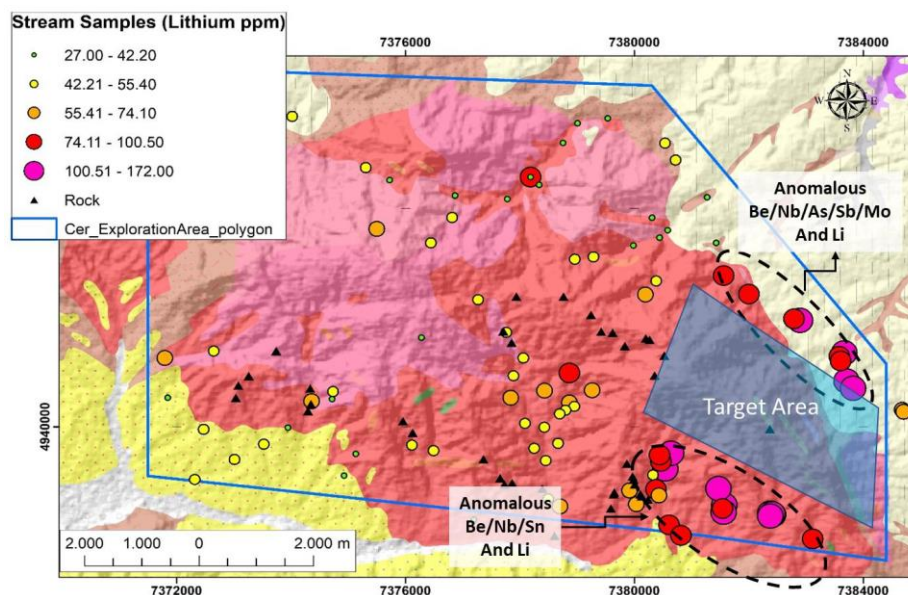 Stream Samples (Lithium ppm)
27.00 - 42.20
42.21 - 55.40
55.41 - 74.10
74.11 - 100.50
100.51 - 172.00
Rock
Cer_ExplorationArea_polygon
7376000 7380000 7384000
N
W E
S
Anomalous
Be/Nb/As/Sb/Mo
And Li
Target Area
4940000
Anomalous
Be/Nb/Sn
And Li
2.000 1.000 0 2.000 m
7372000 7376000 7380000 7384000